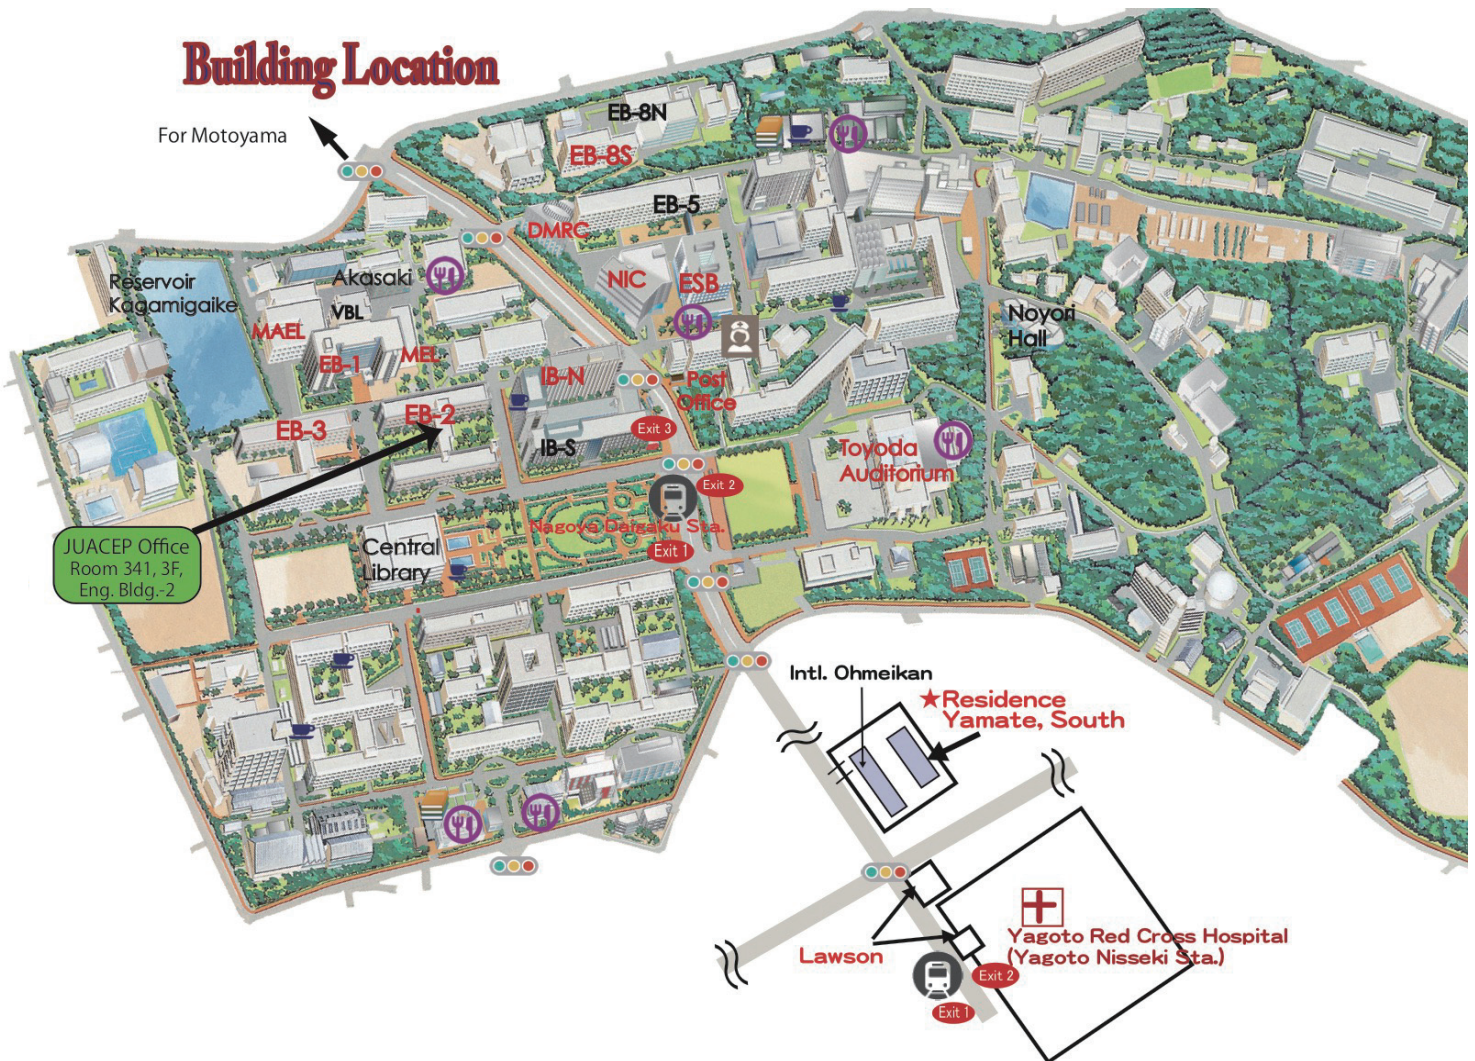 Building Location
For Motoyama
EB-8N
EB-8S
EB-5
DMRC
Reservoir
Kagamigaike
Akasaki
NIC
ESB
VBL
MAEL
Noyori
Hall
EB-1
MEL
IB-N
Post
Office
EB-2
EB-3
Exit 3
IB-S
Toyoda
Auditorium
Exit 2
Nagoya Daigaku Sta.
JUACEP Office
Room 341, 3F,
Eng. Bldg.-2
Central
Library
Exit 1
Intl. Ohmeikan
★Residence
Yamate, South
Yagoto Red Cross Hospital
(Yagoto Nisseki Sta.)
Lawson
Exit 2
Exit 1